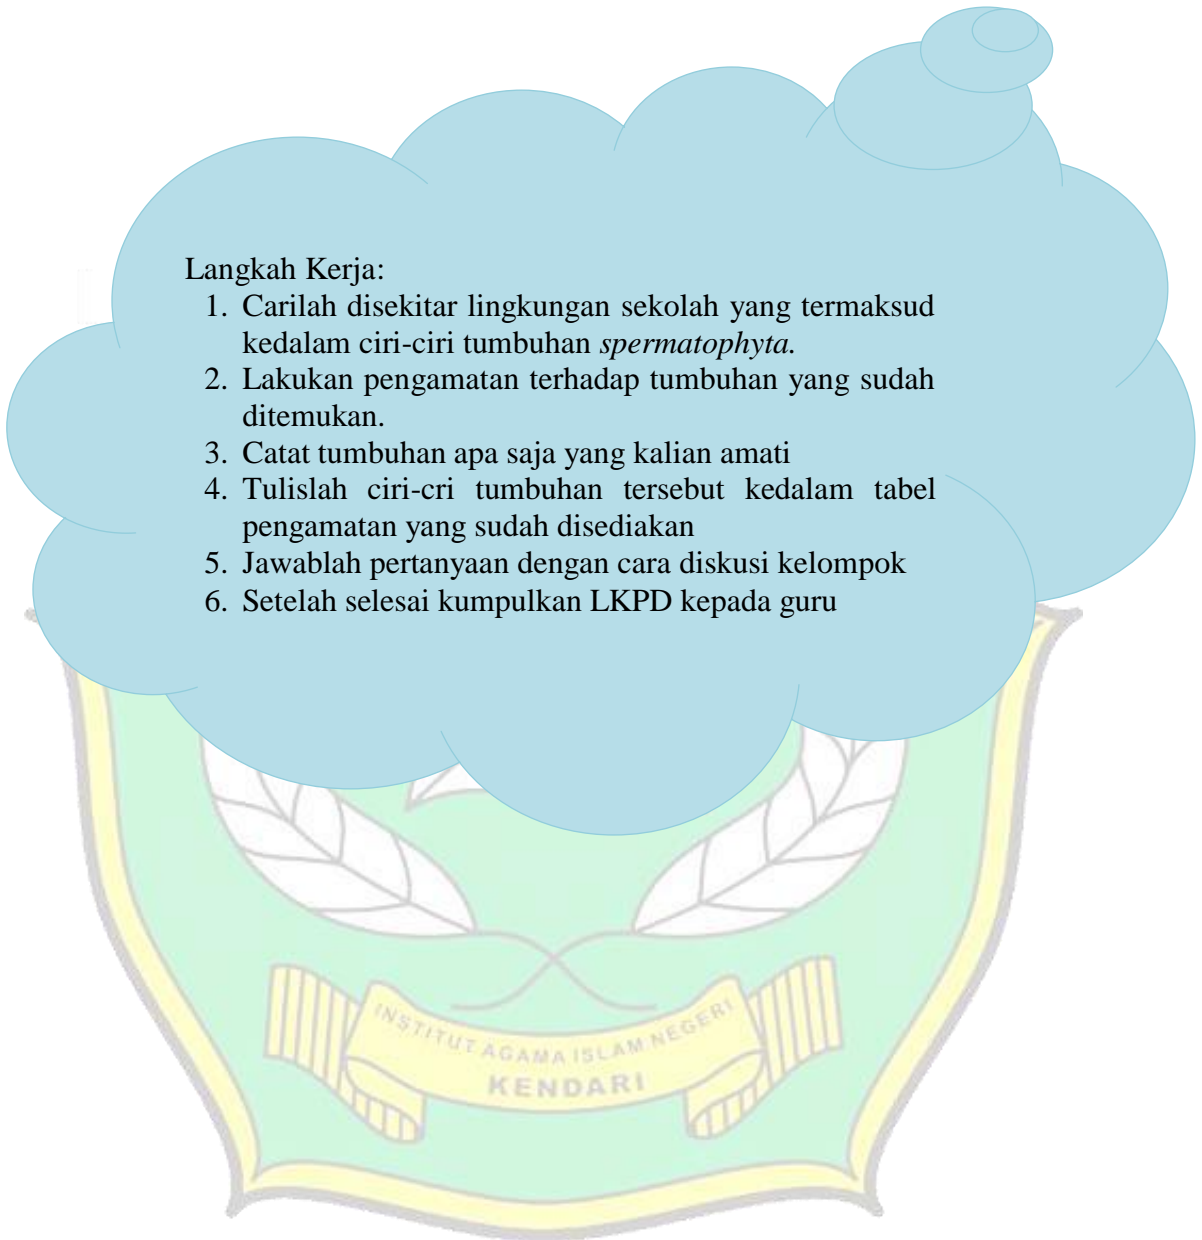 Langkah Kerja:
1. Carilah disekitar lingkungan sekolah yang termaksud
kedalam ciri-ciri tumbuhan spermatophyta.
2. Lakukan pengamatan terhadap tumbuhan yang sudah
ditemukan.
3. Catat tumbuhan apa saja yang kalian amati
4. Tulislah ciri-cri tumbuhan tersebut kedalam tabel
pengamatan yang sudah disediakan
5. Jawablah pertanyaan dengan cara diskusi kelompok
6. Setelah selesai kumpulkan LKPD kepada guru
INSTITUT AGAMA ISLAM NEGERI
KENDARI